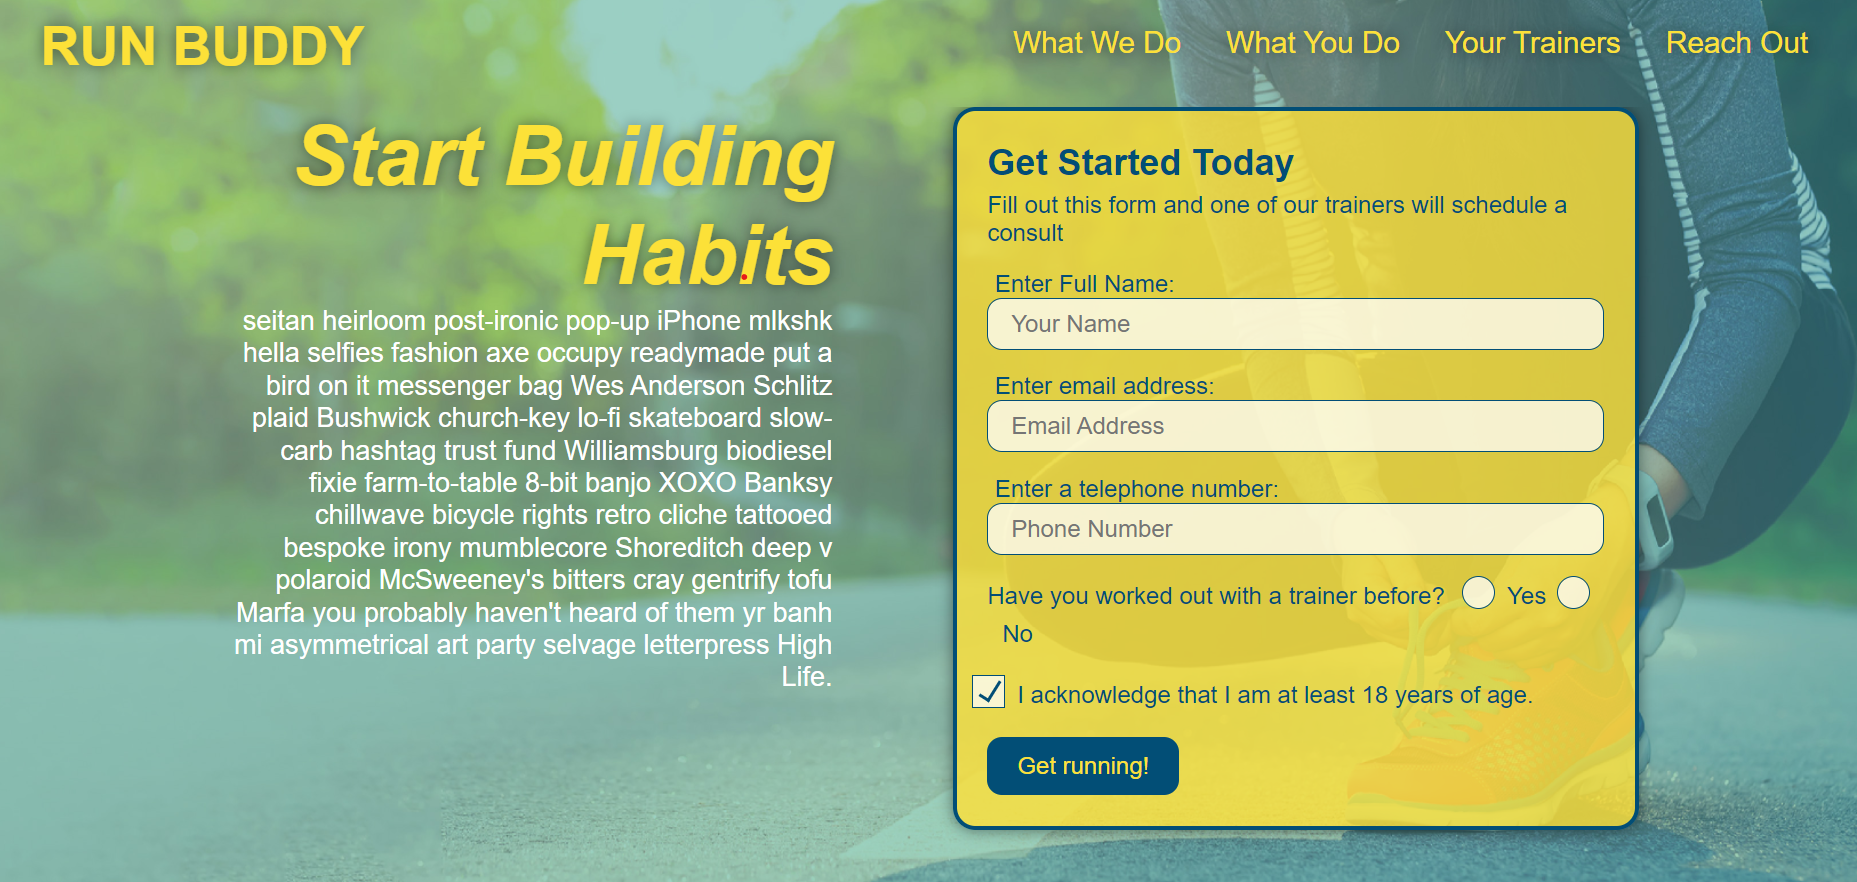 RUN BUDDY
What We Do What You Do Your Trainers Reach Out
Start Building
Habits
seitan heirloom post-ironic pop-up iPhone mlkshk
hella selfies fashion axe occupy readymade put a
bird on it messenger bag Wes Anderson Schlitz
plaid Bushwick church-key lo-fi skateboard slow-
carb hashtag trust fund Williamsburg biodiesel
fixie farm-to-table 8-bit banjo XOXO Banksy
chillwave bicycle rights retro cliche tattooed
bespoke irony mumblecore Shoreditch deep v
polaroid McSweeney's bitters cray gentrify tofu
Marfa you probably haven't heard of them yr banh
mi asymmetrical art party selvage letterpress High
Life.
Get Started Today
Fill out this form and one of our trainers will schedule a
consult
Enter Full Name:
Your Name
Enter email address:
Email Address
Enter a telephone number:
Phone Number
Have you worked out with a trainer before? Yes
No
I acknowledge that I am at least 18 years of age.
Get running!